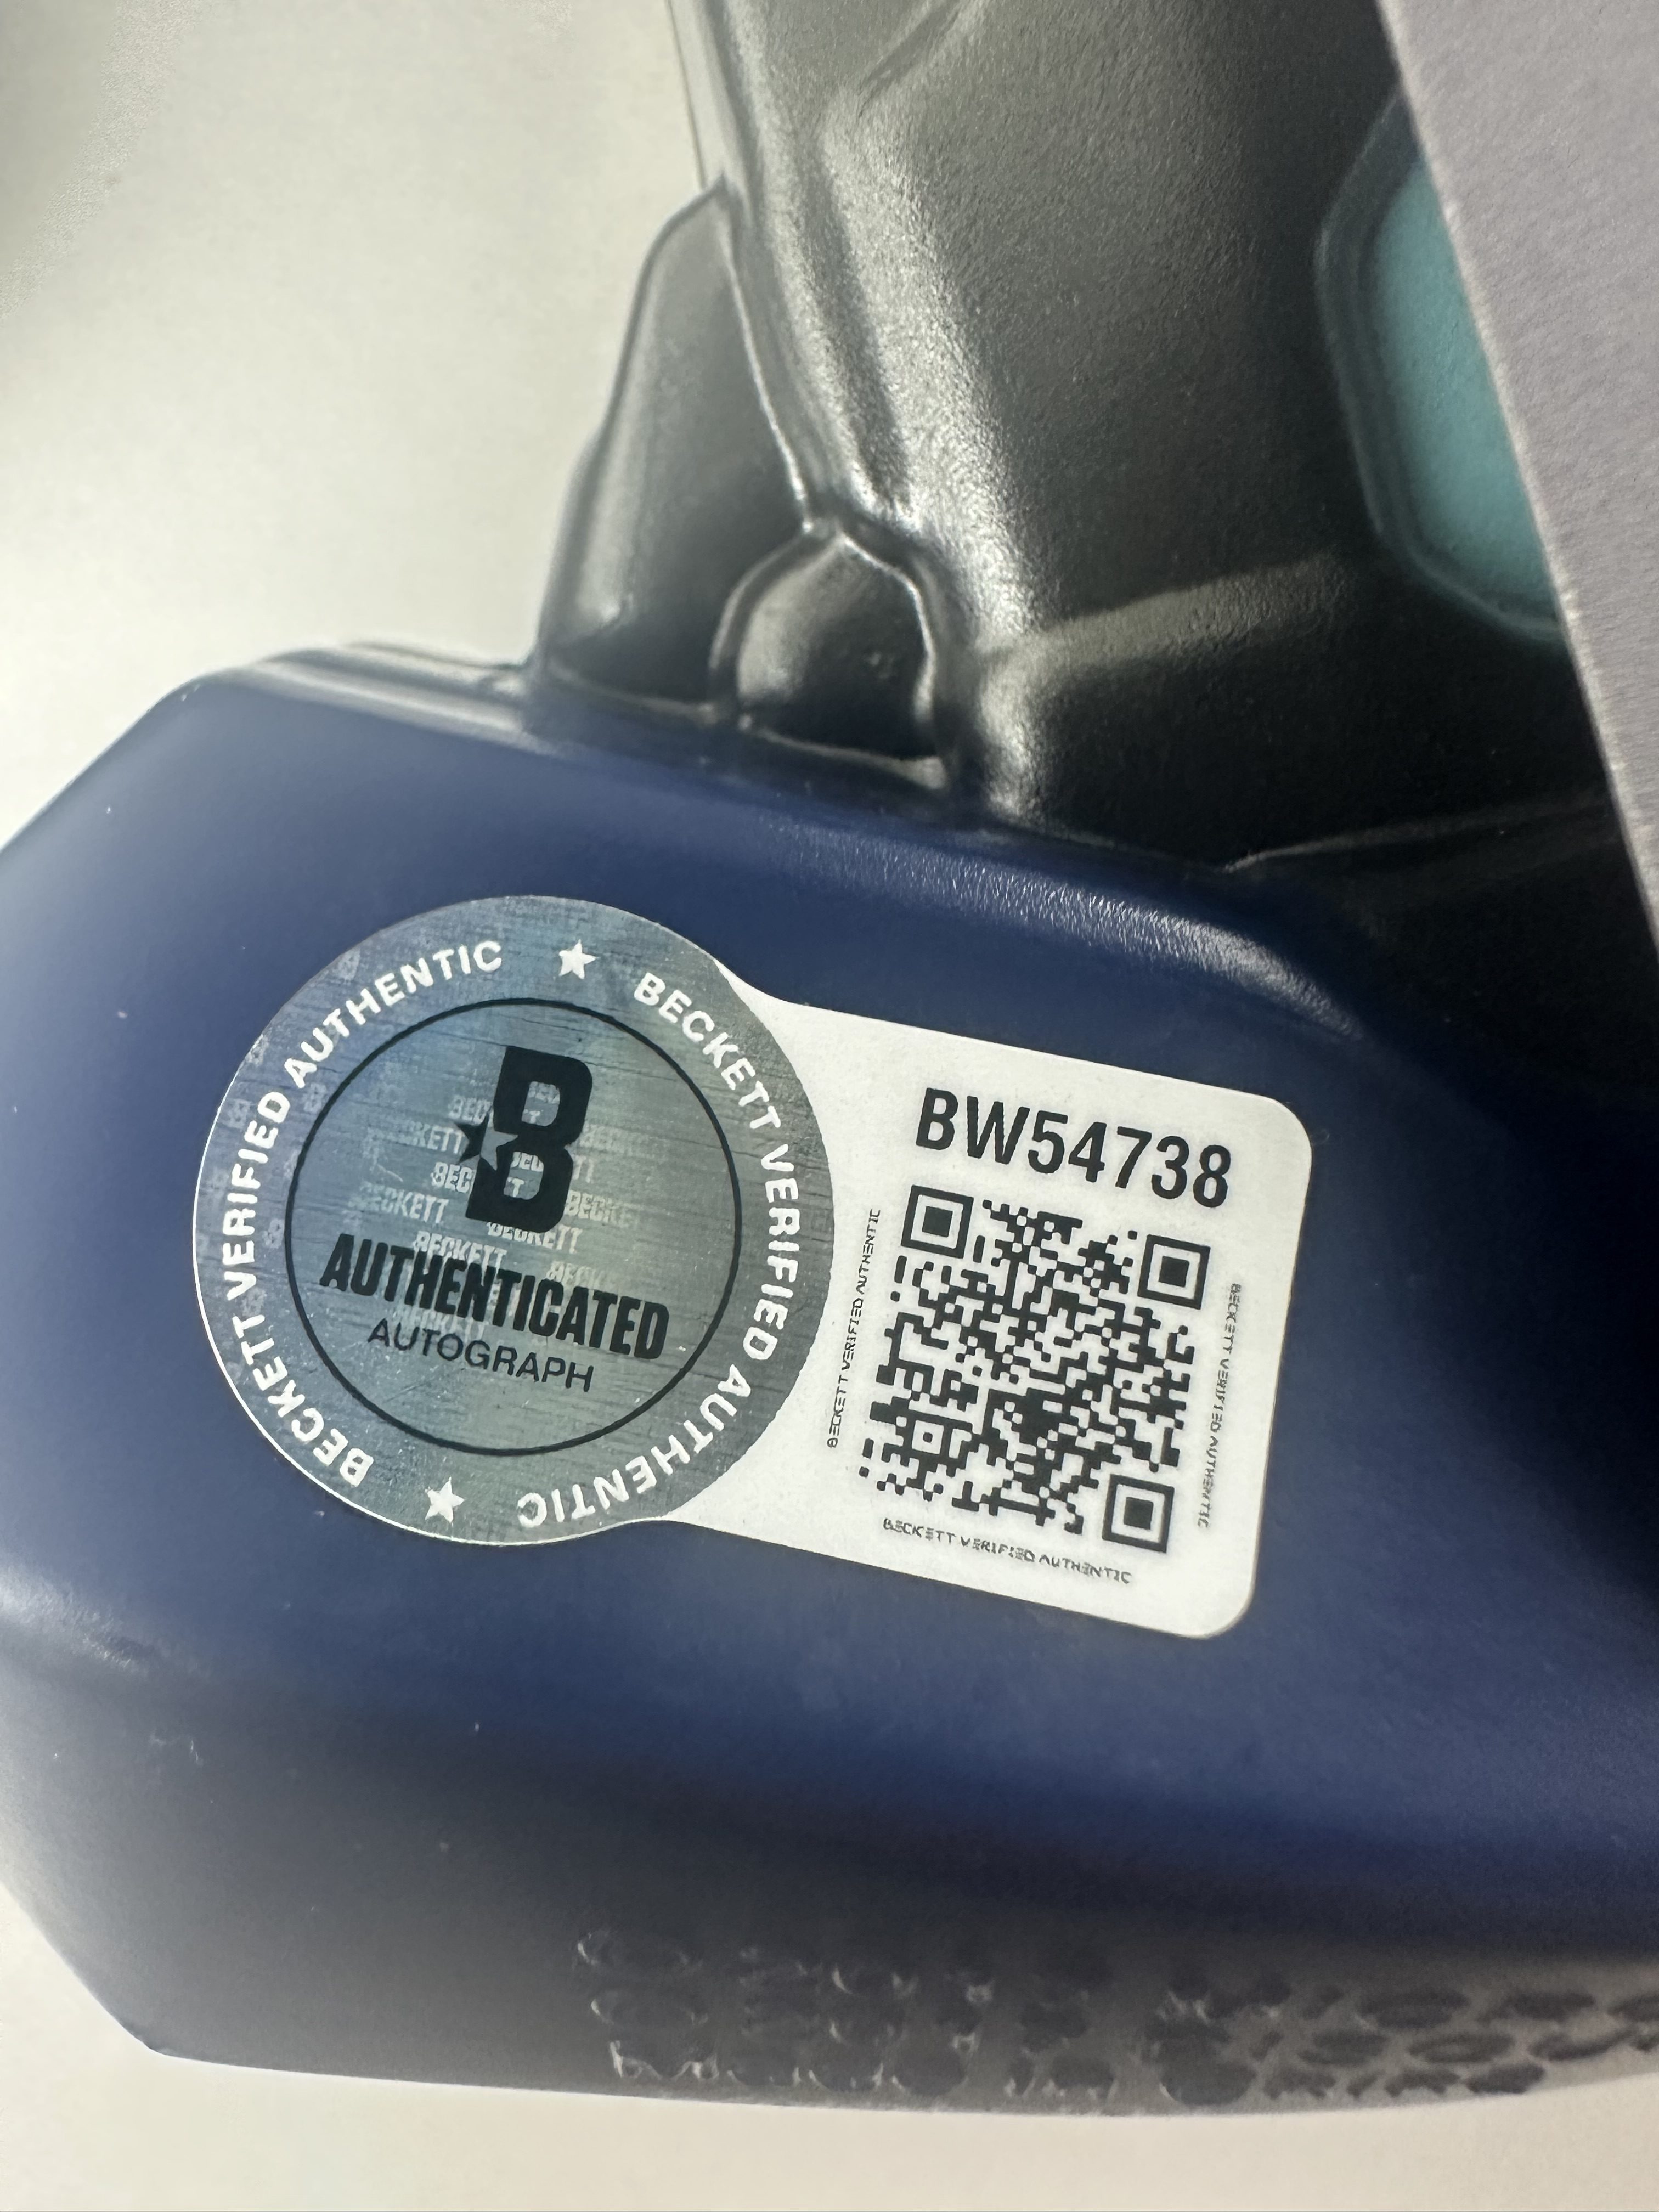 BECKETT VERIFIED AUTHENTIC ★ BECKETT VERIFIED AUTHENTIC ★
B
AUTHENTICATED
AUTOGRAPH
BW54738
BECKETT VERIFIED AUTHENTIC
BECKETT VERIFIED AUTHENTIC
BECKETT VERIFIED AUTHENTIC
BECKETT
BECKETT
BECKETT
BECKETT